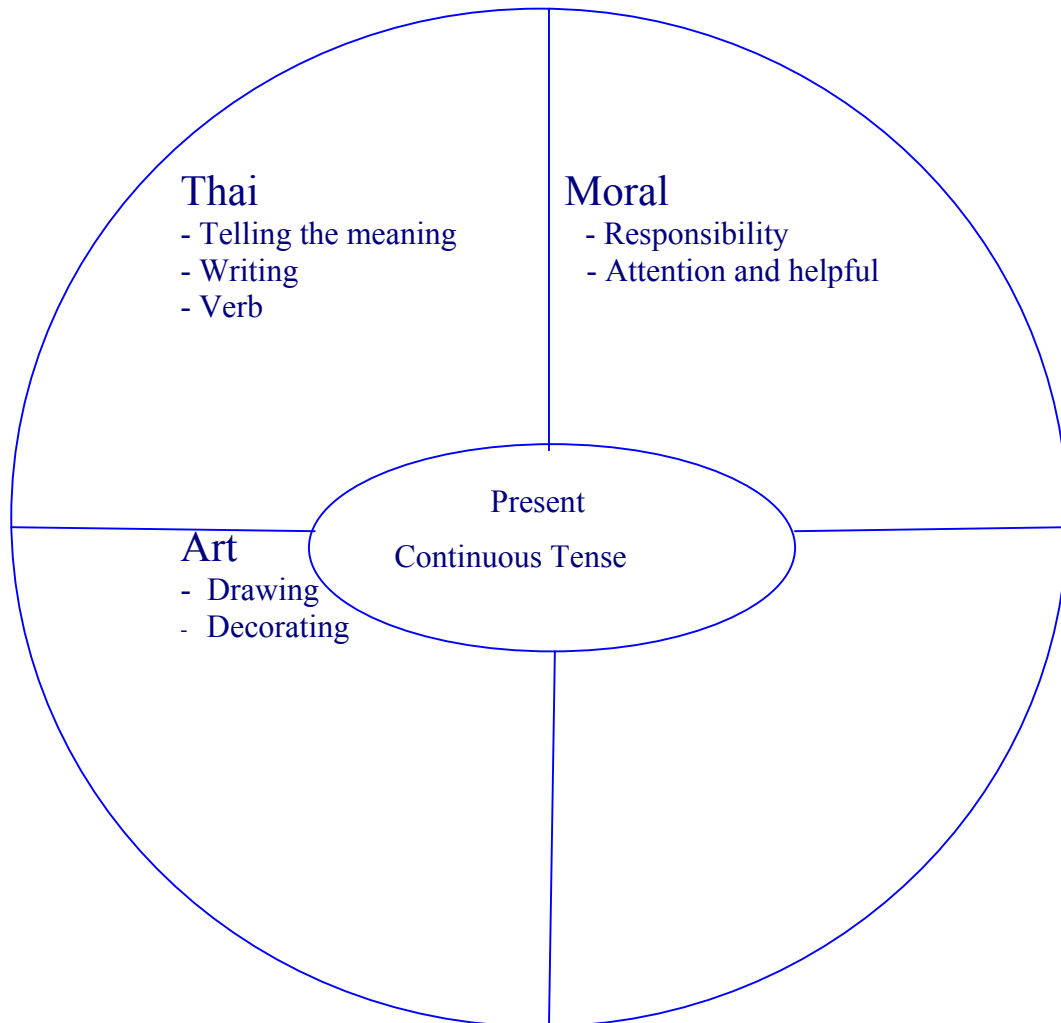 Thai
- Telling the meaning
- Writing
- Verb
Moral
- Responsibility
- Attention and helpful
Present
Continuous Tense
Art
- Drawing
- Decorating